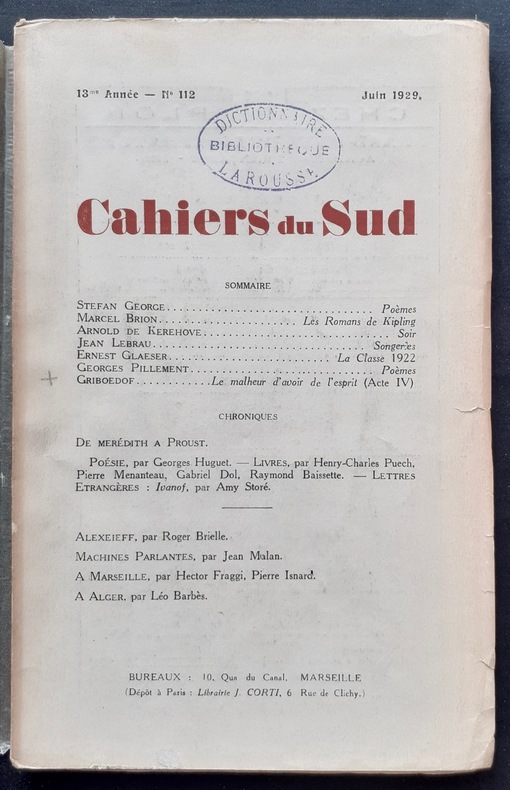 13me Année — No 112 Juin 1929.
DICTIONNAIRE
BIBLIOTHEQUE
LAROUSSE
Cahiers du Sud
SOMMAIRE
STEFAN GEORGE................................ Poèmes
MARCEL BRION...................... Les Romans de Kipling
ARNOLD DE KEREHOVE................................ Soir
JEAN LEBRAU.................................. Songeries
ERNEST GLAESER.......................... La Classe 1922
GEORGES PILLEMENT............................ Poèmes
GRIBOEDOF............Le malheur d'avoir de l'esprit (Acte IV)
CHRONIQUES
DE MERÉDITH A PROUST.
POÉSIE, par Georges Huguet. — LIVRES, par Henry-Charles Puech,
Pierre Menanteau, Gabriel Dol, Raymond Baissette. — LETTRES
ETRANGÈRES : Ivanof, par Amy Storé.
ALEXEIEFF, par Roger Brielle.
MACHINES PARLANTES, par Jean Malan.
A MARSEILLE, par Hector Fraggi, Pierre Isnard.
A ALGER, par Léo Barbès.
BUREAUX : 10, Qua du Canal, MARSEILLE
(Dépôt à Paris : Librairie J. CORTI, 6 Rue de Clichy.)